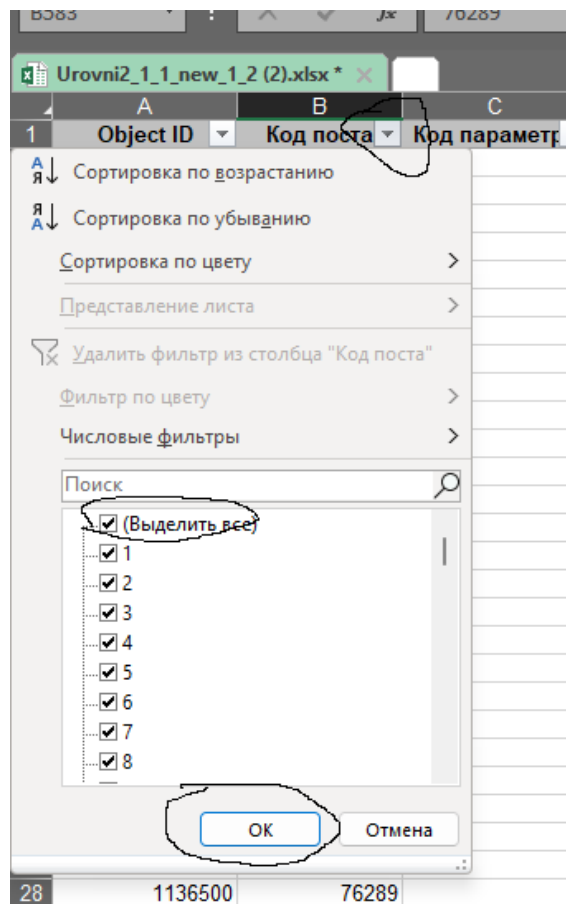 B583 fx 76289
Urovni2_1_1_new_1_2 (2).xlsx *
A B C
1 Object ID Код поста Код параметр
Сортировка по возрастанию
Сортировка по убыванию
Сортировка по цвету
Представление листа
Удалить фильтр из столбца "Код поста"
Фильтр по цвету
Числовые фильтры
Поиск
(Выделить все)
1
2
3
4
5
6
7
8
ОК Отмена
28 1136500 76289